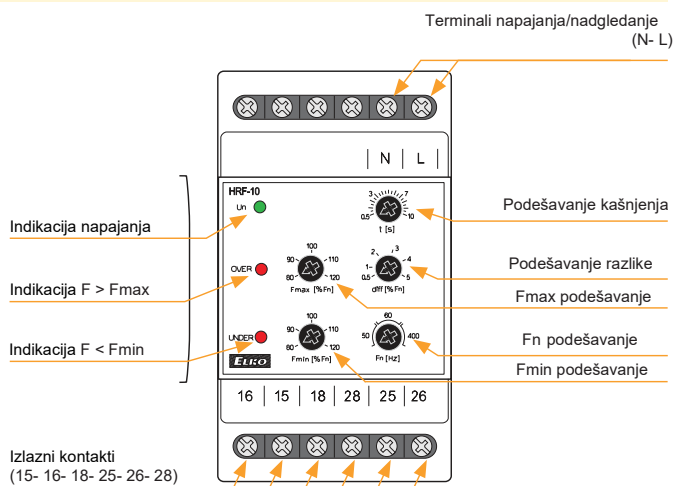 Terminali napajanja/nadgledanje
(N- L)
N L
HRF-10
Un
3 7
0.5 10
t [s]
Podešavanje kašnjenja
Indikacija napajanja
100
90 110
80 120
Fmax [%Fn]
OVER
2 3
1 4
0.5 5
diff [%Fn]
Podešavanje razlike
Indikacija F > Fmax
Fmax podešavanje
100
90 110
80 120
Fmin [%Fn]
UNDER
60
50 400
Fn [Hz]
Fn podešavanje
Indikacija F < Fmin
Fmin podešavanje
ELKO
16 15 18 28 25 26
Izlazni kontakti
(15- 16- 18- 25- 26- 28)